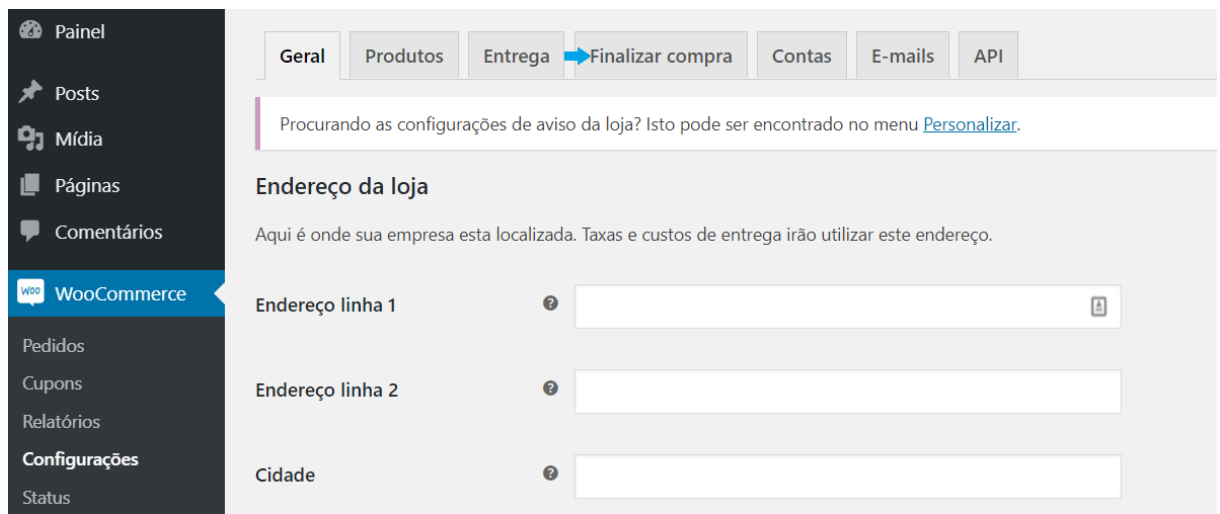 Painel
Posts
Mídia
Páginas
Comentários
WOO WooCommerce
Pedidos
Cupons
Relatórios
Configurações
Status
Geral Produtos Entrega Finalizar compra Contas E-mails API
Procurando as configurações de aviso da loja? Isto pode ser encontrado no menu Personalizar.
Endereço da loja
Aqui é onde sua empresa esta localizada. Taxas e custos de entrega irão utilizar este endereço.
Endereço linha 1 ?
Endereço linha 2 ?
Cidade ?